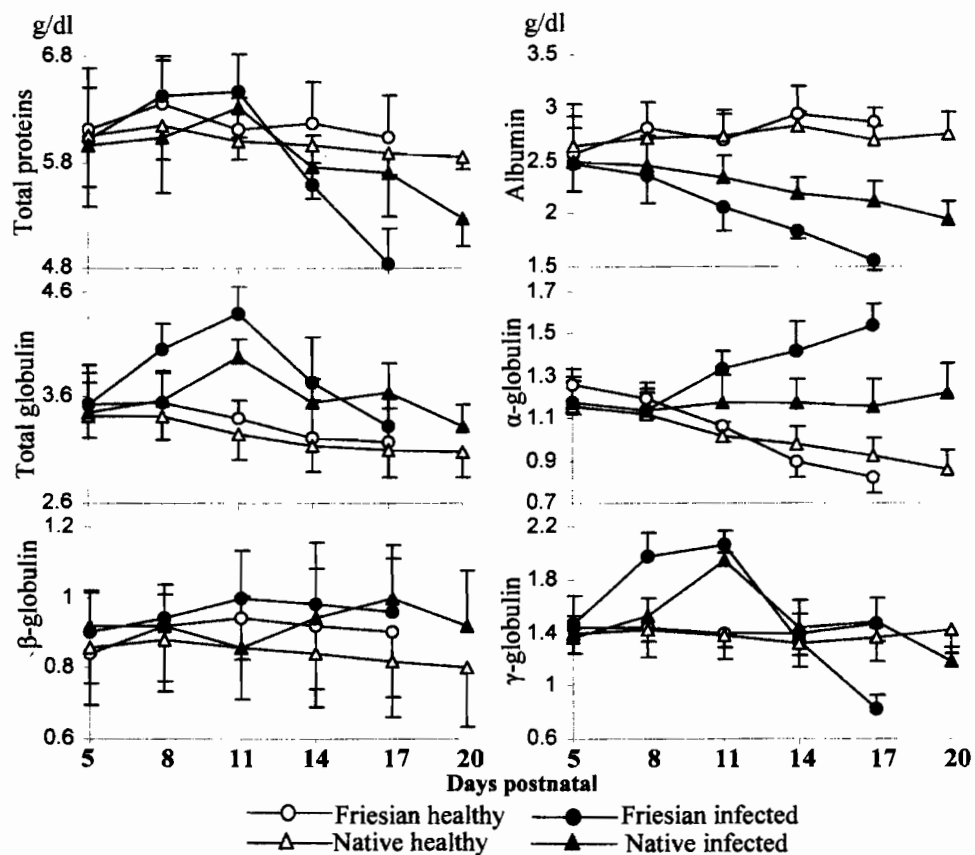 g/dl
g/dl
Total proteins
6.8
5.8
4.8
Albumin
3.5
3
2.5
2
1.5
Total globulin
4.6
3.6
2.6
α-globulin
1.7
1.5
1.3
1.1
0.9
0.7
β-globulin
1.2
1
0.8
0.6
γ-globulin
2.2
1.8
1.4
1
0.6
5 8 11 14 17 20
5 8 11 14 17 20
Days postnatal
Friesian healthy Friesian infected
Native healthy Native infected